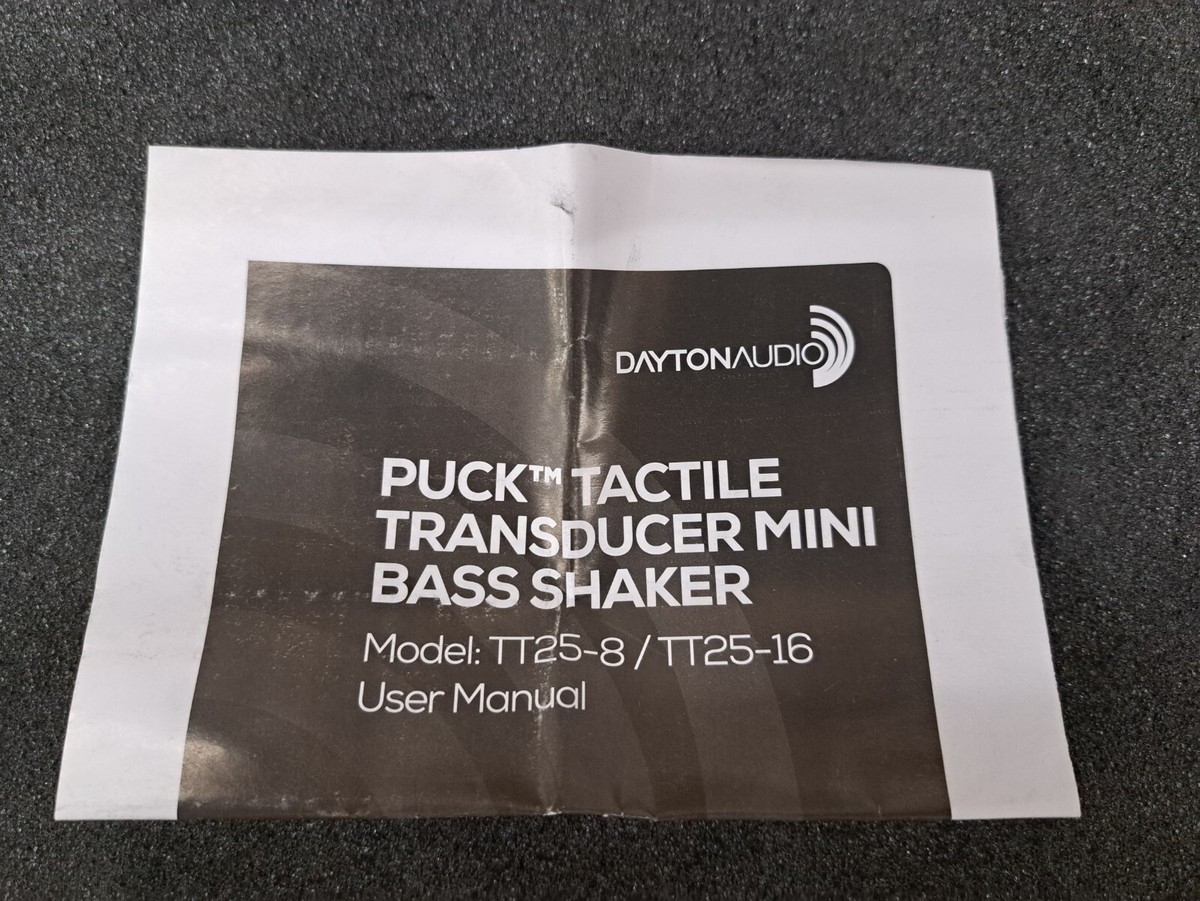 DAYTONAUDIO
PUCK™ TACTILE
TRANSDUCER MINI
BASS SHAKER
Model: TT25-8 / TT25-16
User Manual